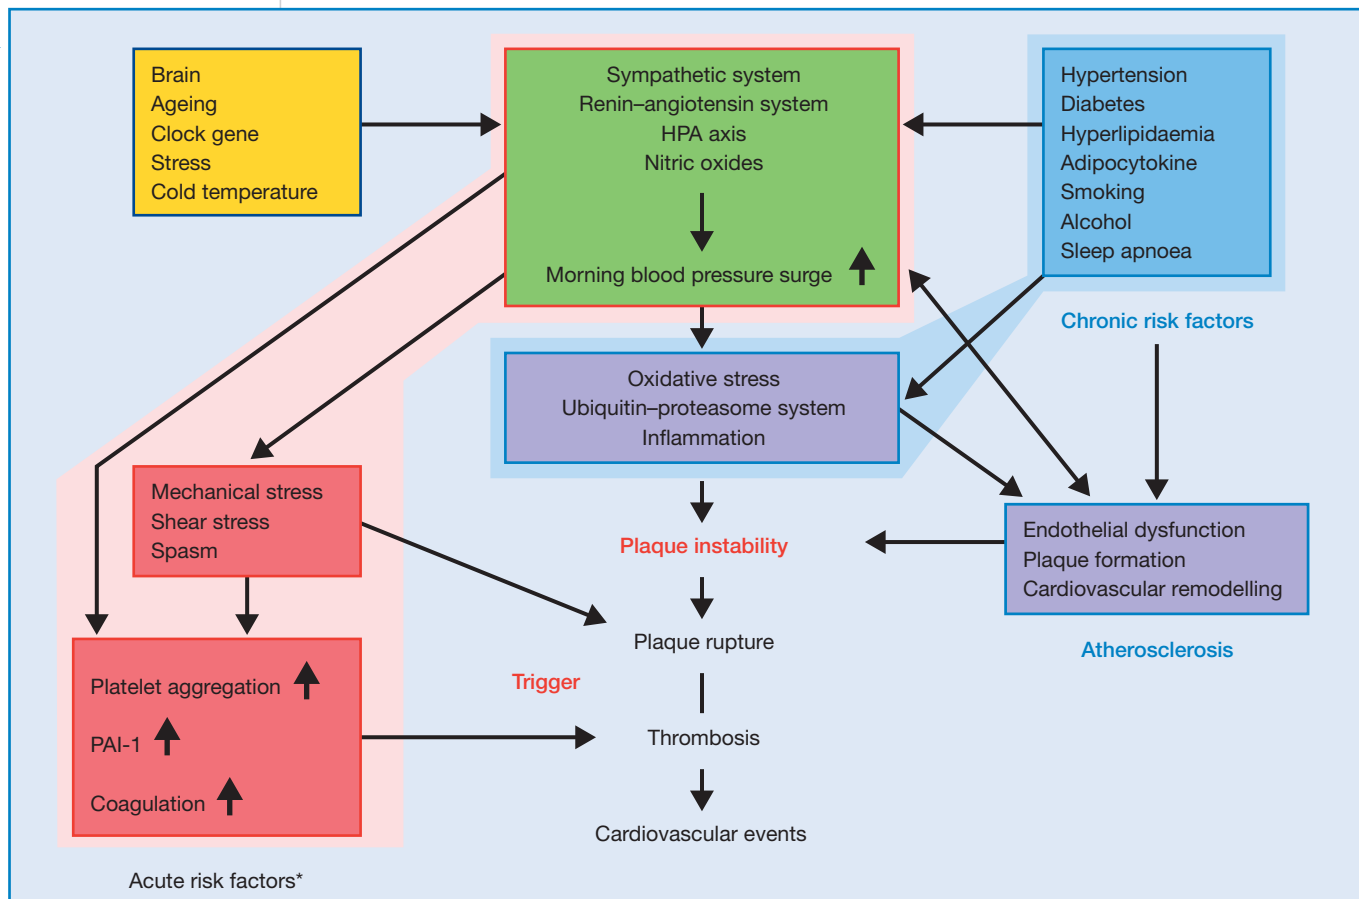 Brain
Ageing
Clock gene
Stress
Cold temperature
Sympathetic system
Renin–angiotensin system
HPA axis
Nitric oxides
Morning blood pressure surge
Hypertension
Diabetes
Hyperlipidaemia
Adipocytokine
Smoking
Alcohol
Sleep apnoea
Chronic risk factors
Oxidative stress
Ubiquitin–proteasome system
Inflammation
Mechanical stress
Shear stress
Spasm
Plaque instability
Endothelial dysfunction
Plaque formation
Cardiovascular remodelling
Atherosclerosis
Plaque rupture
Trigger
Platelet aggregation
PAI-1
Coagulation
Thrombosis
Cardiovascular events
Acute risk factors*